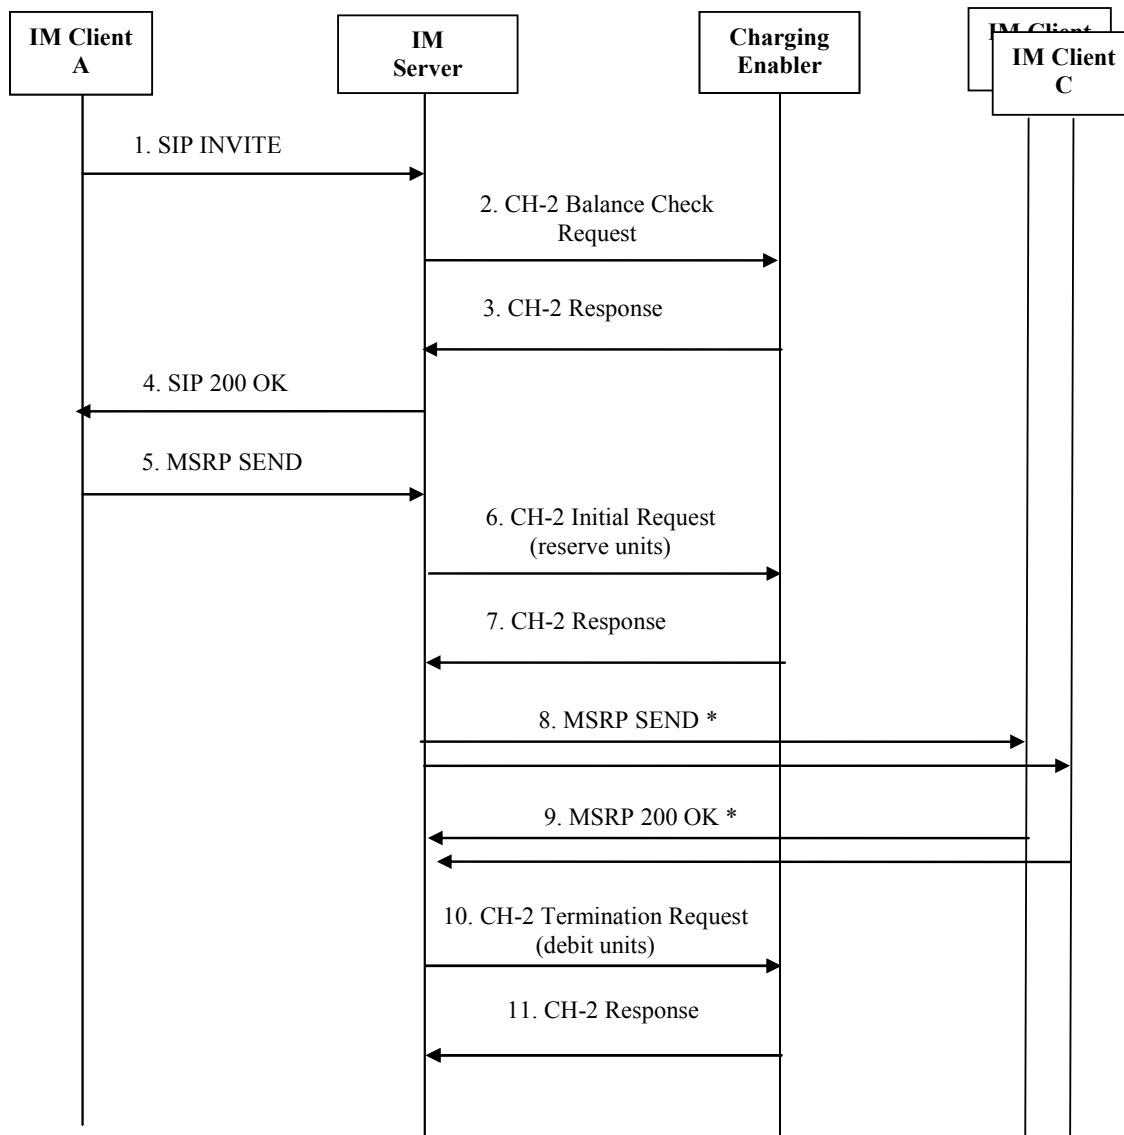 IM Client
A
IM
Server
Charging
Enabler
IM Client
IM Client
C
1. SIP INVITE
2. CH-2 Balance Check
Request
3. CH-2 Response
4. SIP 200 OK
5. MSRP SEND
6. CH-2 Initial Request
(reserve units)
7. CH-2 Response
8. MSRP SEND *
9. MSRP 200 OK *
10. CH-2 Termination Request
(debit units)
11. CH-2 Response